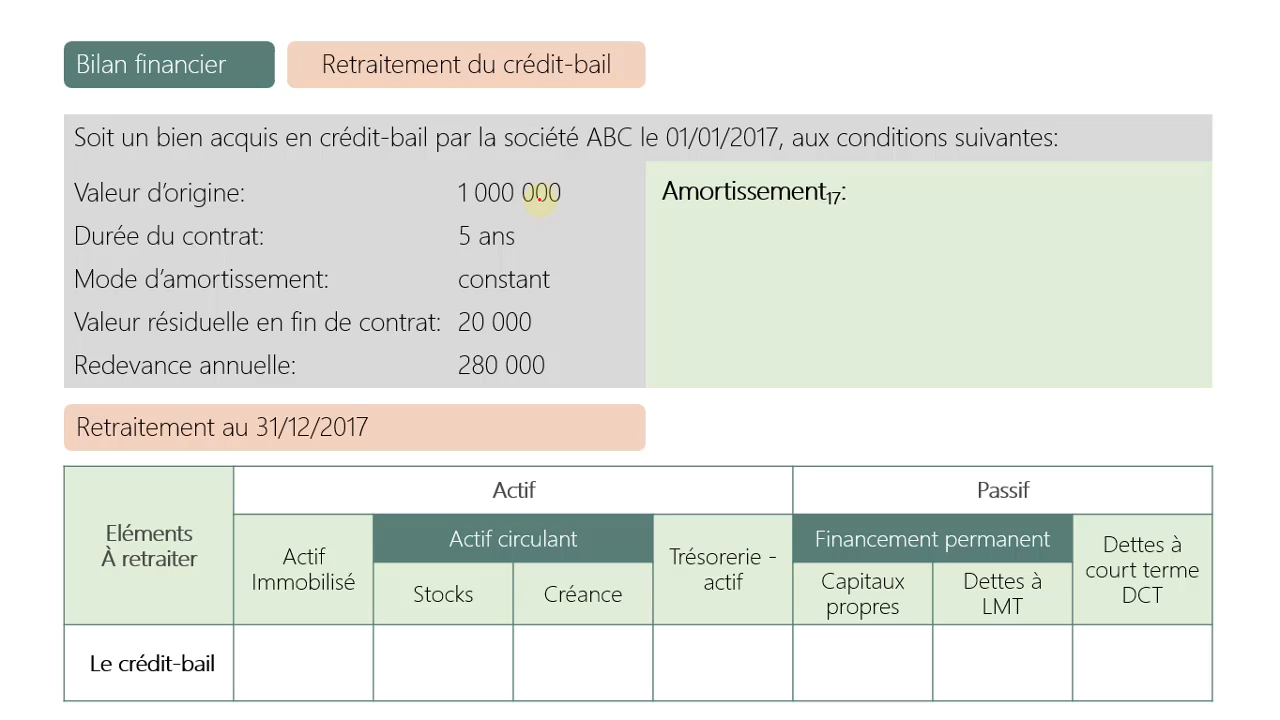 Bilan financier
Retraitement du crédit-bail
Soit un bien acquis en crédit-bail par la société ABC le 01/01/2017, aux conditions suivantes:
Valeur d’origine: 1 000 000
Durée du contrat: 5 ans
Mode d’amortissement: constant
Valeur résiduelle en fin de contrat: 20 000
Redevance annuelle: 280 000
Amortissement17:
Retraitement au 31/12/2017
Eléments
À retraiter
Actif
Passif
Actif
Immobilisé
Actif circulant
Stocks
Créance
Trésorerie -
actif
Financement permanent
Capitaux
propres
Dettes à
LMT
Dettes à
court terme
DCT
Le crédit-bail